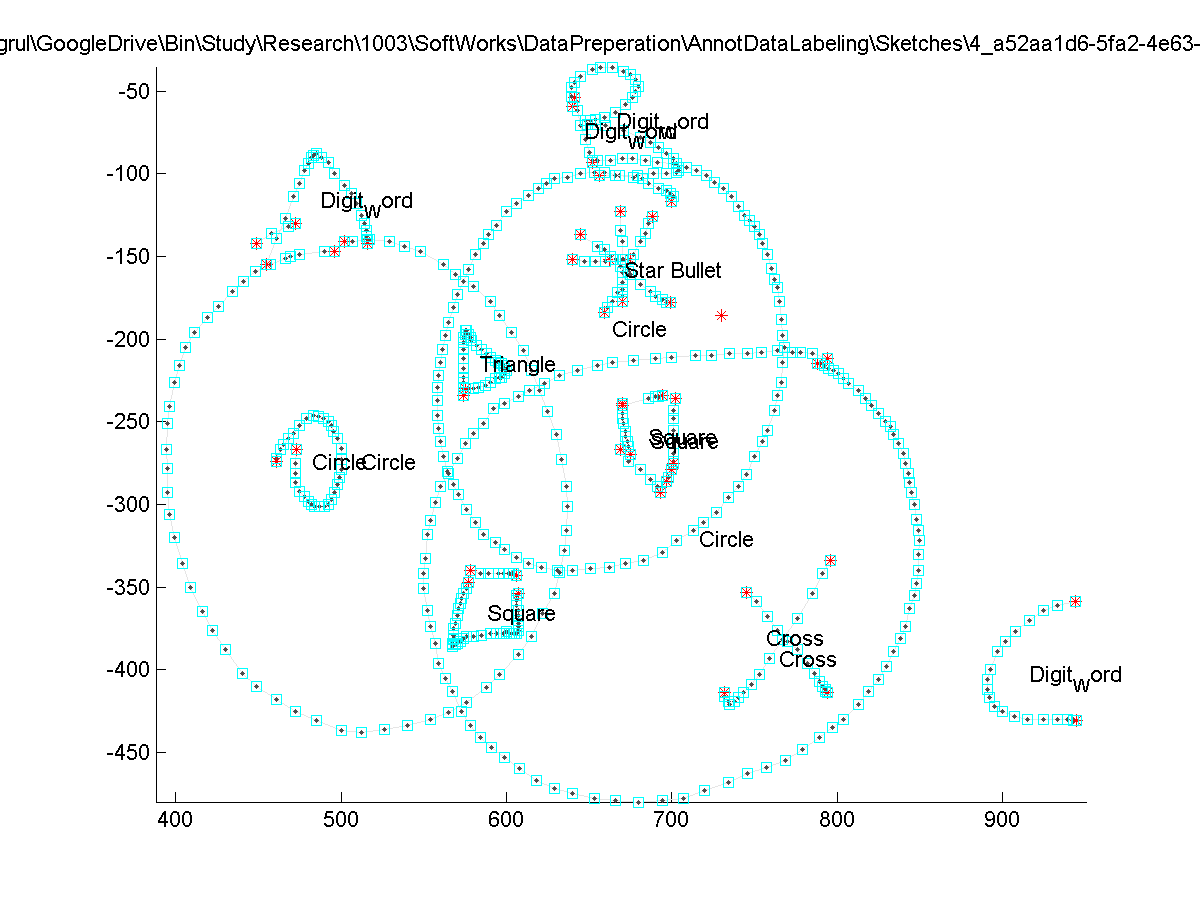 grul\GoogleDrive\Bin\Study\Research\1003\SoftWorks\DataPreperation\AnnotDataLabeling\Sketches\4_a52aa1d6-5fa2-4e63-
-50
Digit_word
Digit_word
-100
Digit_word
-150
Star Bullet
-200
Circle
Triangle
-250
Square
Square
Circle
Circle
-300
Circle
-350
Square
Cross
Cross
-400
Digit_word
-450
400 500 600 700 800 900